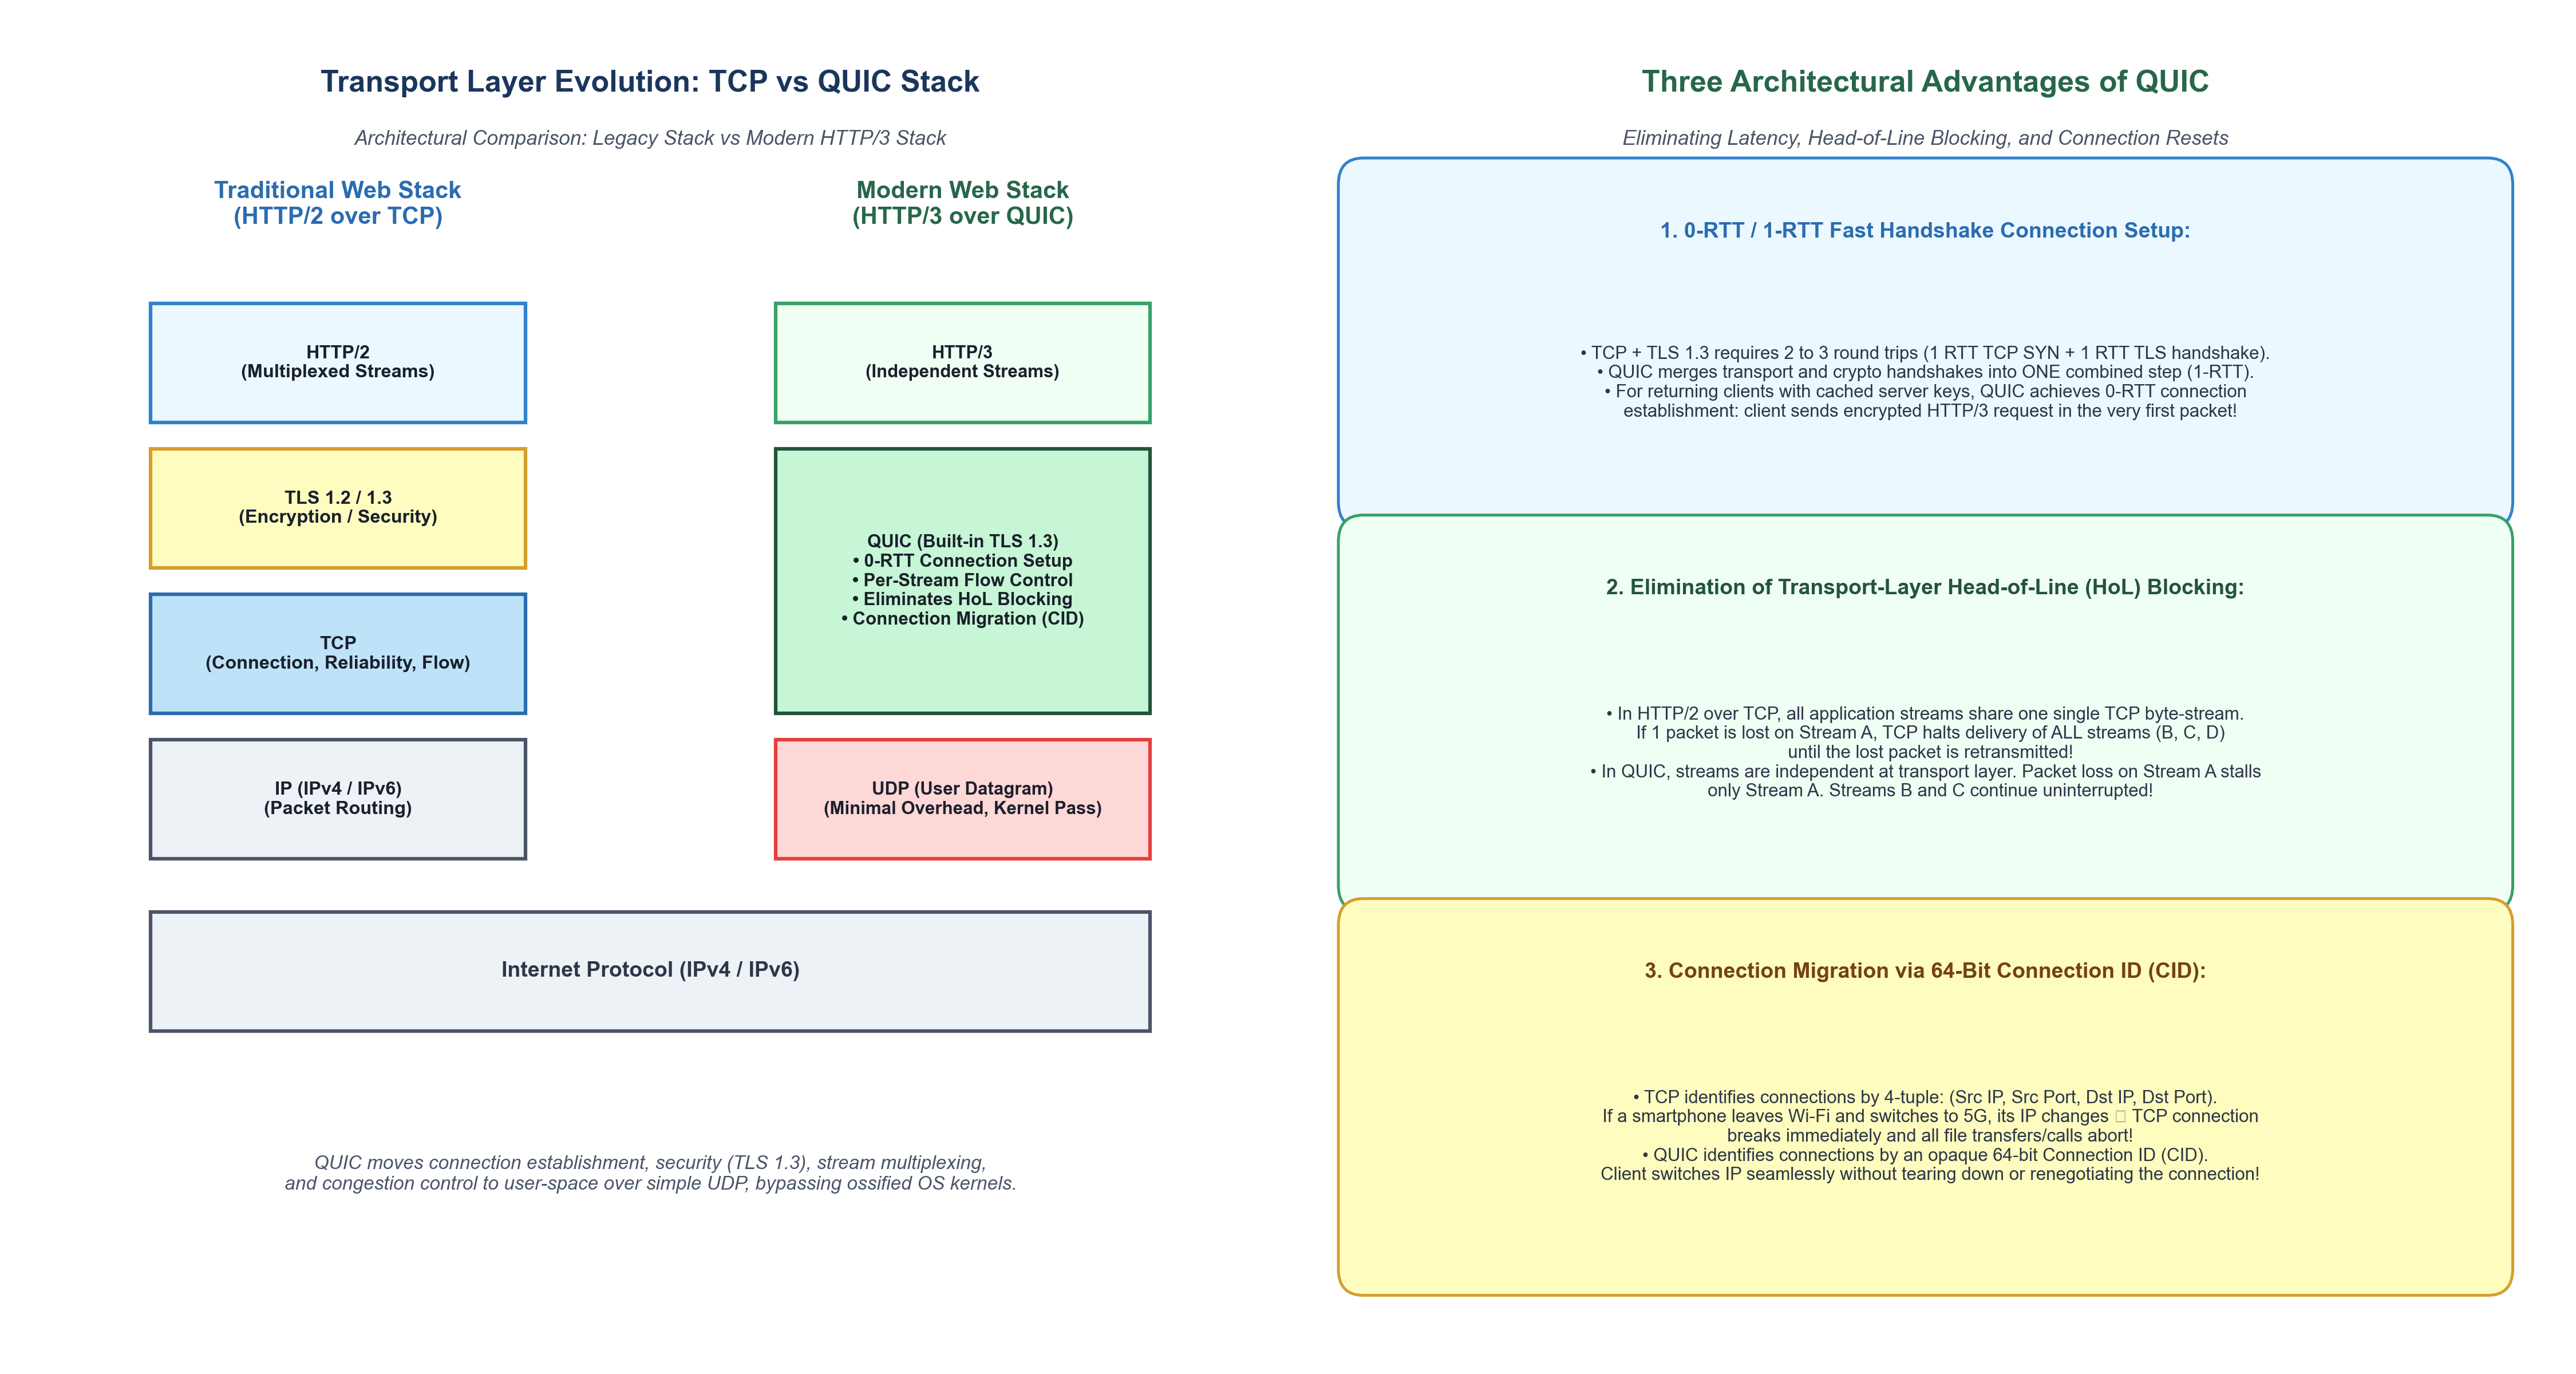 Transport Layer Evolution: TCP vs QUIC Stack
Architectural Comparison: Legacy Stack vs Modern HTTP/3 Stack
Traditional Web Stack
(HTTP/2 over TCP)
Modern Web Stack
(HTTP/3 over QUIC)
HTTP/2
(Multiplexed Streams)
HTTP/3
(Independent Streams)
TLS 1.2 / 1.3
(Encryption / Security)
TCP
(Connection, Reliability, Flow)
QUIC (Built-in TLS 1.3)
• 0-RTT Connection Setup
• Per-Stream Flow Control
• Eliminates HoL Blocking
• Connection Migration (CID)
IP (IPv4 / IPv6)
(Packet Routing)
UDP (User Datagram)
(Minimal Overhead, Kernel Pass)
Internet Protocol (IPv4 / IPv6)
QUIC moves connection establishment, security (TLS 1.3), stream multiplexing,
and congestion control to user-space over simple UDP, bypassing ossified OS kernels.
Three Architectural Advantages of QUIC
Eliminating Latency, Head-of-Line Blocking, and Connection Resets
1. 0-RTT / 1-RTT Fast Handshake Connection Setup:
• TCP + TLS 1.3 requires 2 to 3 round trips (1 RTT TCP SYN + 1 RTT TLS handshake).
• QUIC merges transport and crypto handshakes into ONE combined step (1-RTT).
• For returning clients with cached server keys, QUIC achieves 0-RTT connection
establishment: client sends encrypted HTTP/3 request in the very first packet!
2. Elimination of Transport-Layer Head-of-Line (HoL) Blocking:
• In HTTP/2 over TCP, all application streams share one single TCP byte-stream.
If 1 packet is lost on Stream A, TCP halts delivery of ALL streams (B, C, D)
until the lost packet is retransmitted!
• In QUIC, streams are independent at transport layer. Packet loss on Stream A stalls
only Stream A. Streams B and C continue uninterrupted!
3. Connection Migration via 64-Bit Connection ID (CID):
• TCP identifies connections by 4-tuple: (Src IP, Src Port, Dst IP, Dst Port).
If a smartphone leaves Wi-Fi and switches to 5G, its IP changes TCP connection
breaks immediately and all file transfers/calls abort!
• QUIC identifies connections by an opaque 64-bit Connection ID (CID).
Client switches IP seamlessly without tearing down or renegotiating the connection!